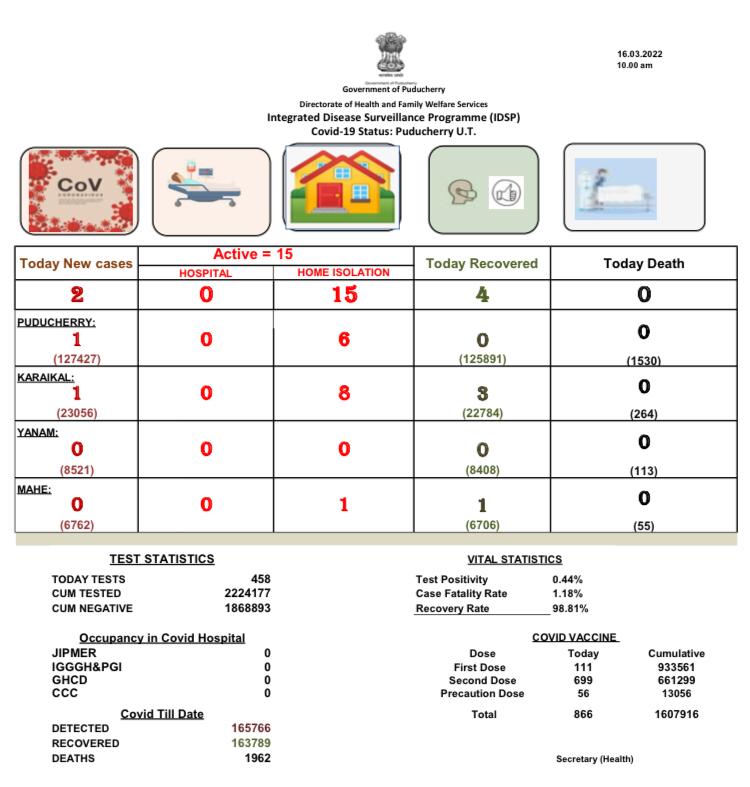 16.03.2022
10.00 am
सत्यमेव जयते
Government of Puducherry
Government of Puducherry
Directorate of Health and Family Welfare Services
Integrated Disease Surveillance Programme (IDSP)
Covid-19 Status: Puducherry U.T.
CoV
CORONAVIRUS
Today New cases Active = 15 Today Recovered Today Death
HOSPITAL HOME ISOLATION
2 0 15 4 0
PUDUCHERRY:
1 0 6 0 0
(127427) (125891) (1530)
KARAIKAL:
1 0 8 3 0
(23056) (22784) (264)
YANAM:
0 0 0 0 0
(8521) (8408) (113)
MAHE:
0 0 1 1 0
(6762) (6706) (55)
TEST STATISTICS
TODAY TESTS 458
CUM TESTED 2224177
CUM NEGATIVE 1868893
VITAL STATISTICS
Test Positivity 0.44%
Case Fatality Rate 1.18%
Recovery Rate 98.81%
Occupancy in Covid Hospital
JIPMER 0
IGGGH&PGI 0
GHCD 0
CCC 0
COVID VACCINE
Dose Today Cumulative
First Dose 111 933561
Second Dose 699 661299
Precaution Dose 56 13056
Total 866 1607916
Covid Till Date
DETECTED 165766
RECOVERED 163789
DEATHS 1962
Secretary (Health)